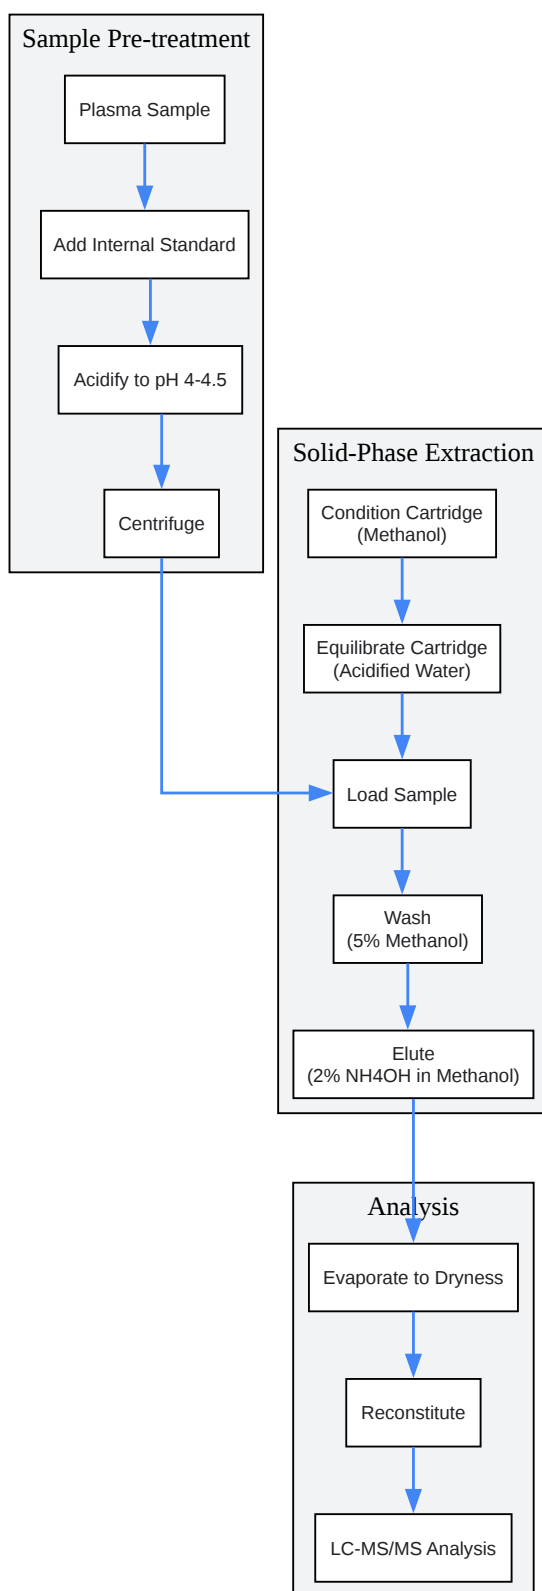 Sample Pre-treatment
Plasma Sample
Add Internal Standard
Acidify to pH 4-4.5
Centrifuge
Solid-Phase Extraction
Condition Cartridge
(Methanol)
Equilibrate Cartridge
(Acidified Water)
Load Sample
Wash
(5% Methanol)
Elute
(2% NH4OH in Methanol)
Analysis
Evaporate to Dryness
Reconstitute
LC-MS/MS Analysis